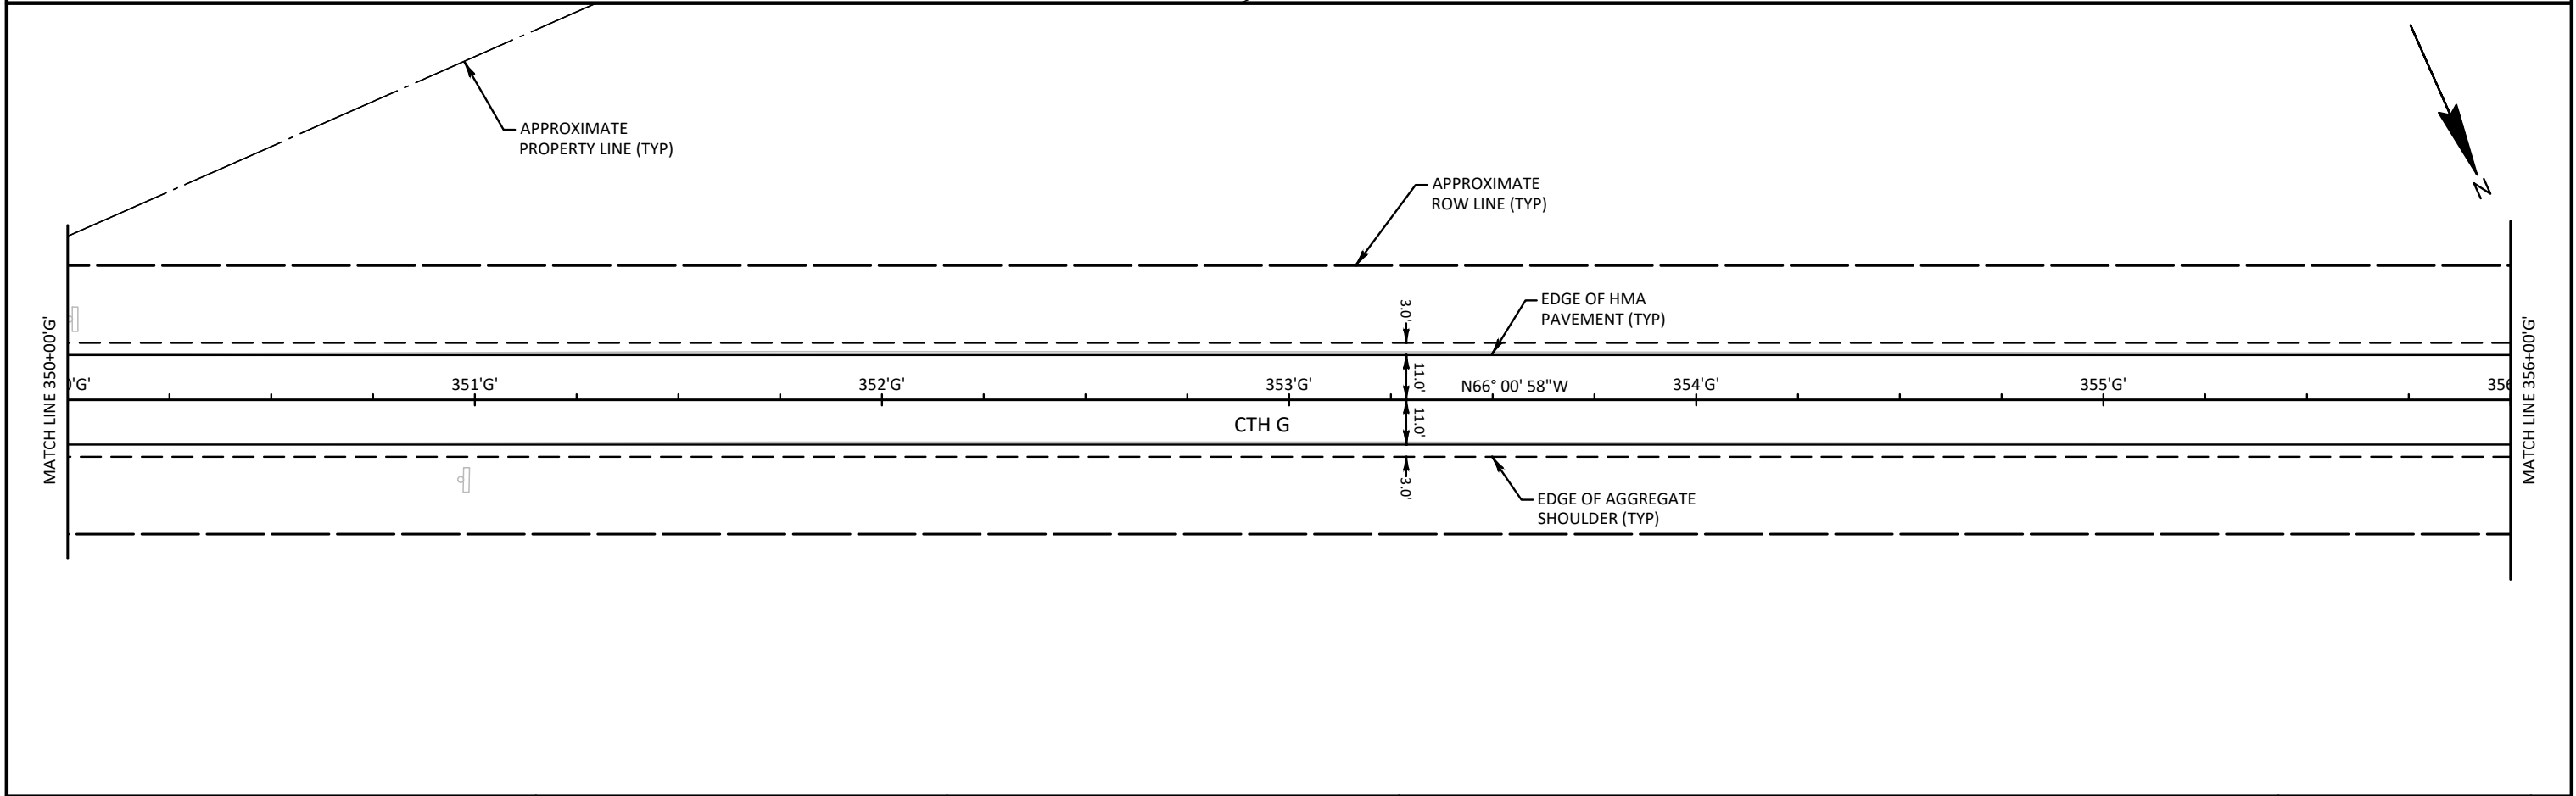 N
APPROXIMATE
PROPERTY LINE (TYP)
APPROXIMATE
ROW LINE (TYP)
EDGE OF HMA
PAVEMENT (TYP)
3.0'
11.0'
11.0'
3.0'
MATCH LINE 350+00'G'
'G'
351'G'
352'G'
353'G'
N66° 00' 58"W
354'G'
355'G'
356
MATCH LINE 356+00'G'
CTH G
EDGE OF AGGREGATE
SHOULDER (TYP)